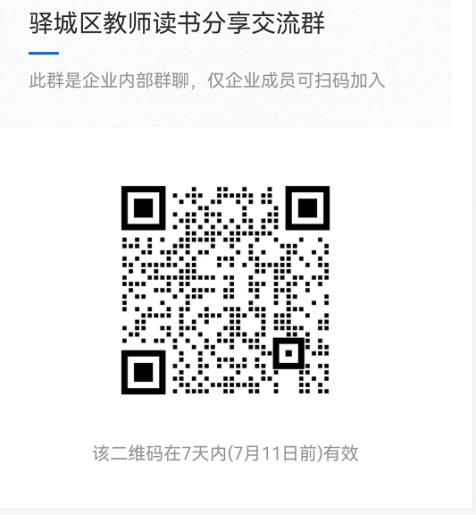 驿城区教师读书分享交流群
此群是企业内部群聊，仅企业成员可扫码加入
该二维码在7天内(7月11日前)有效